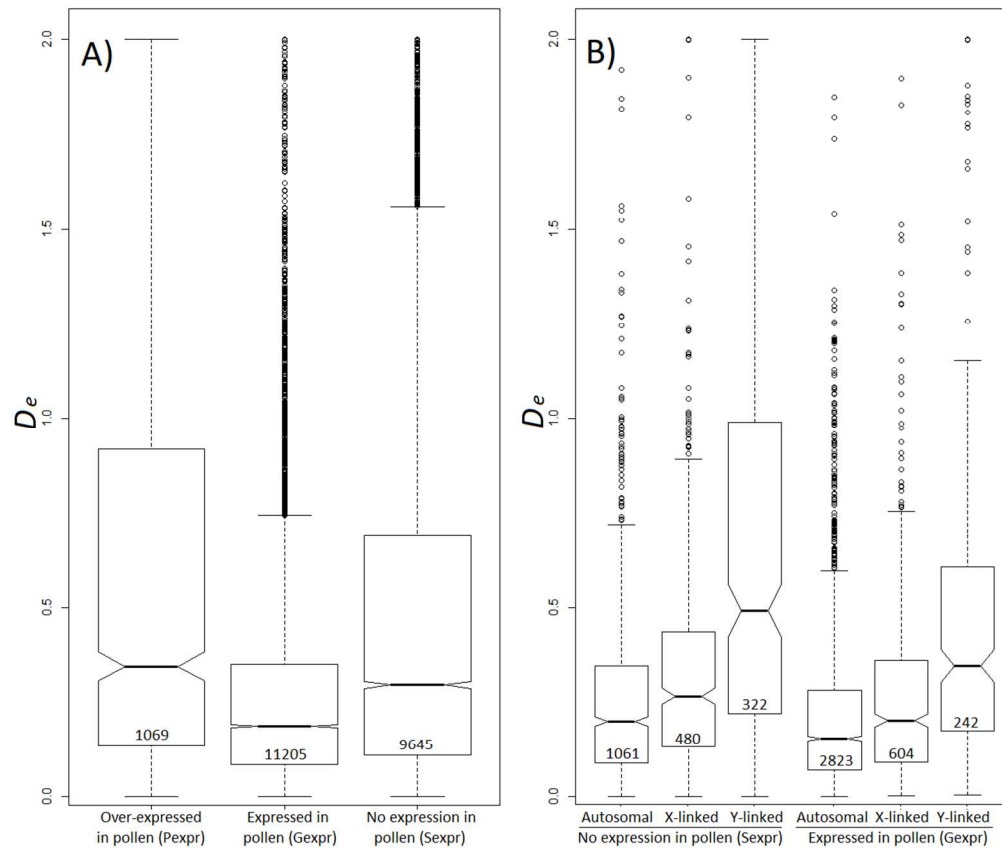 A)
De
2.0
1.5
1.0
0.5
0.0
1069
11205
9645
Over-expressed
in pollen (Pexpr)
Expressed in
pollen (Gexpr)
No expression in
pollen (Sexpr)
B)
De
2.0
1.5
1.0
0.5
0.0
1061
480
322
2823
604
242
Autosomal X-linked Y-linked
No expression in pollen (Sexpr)
Autosomal X-linked Y-linked
Expressed in pollen (Gexpr)